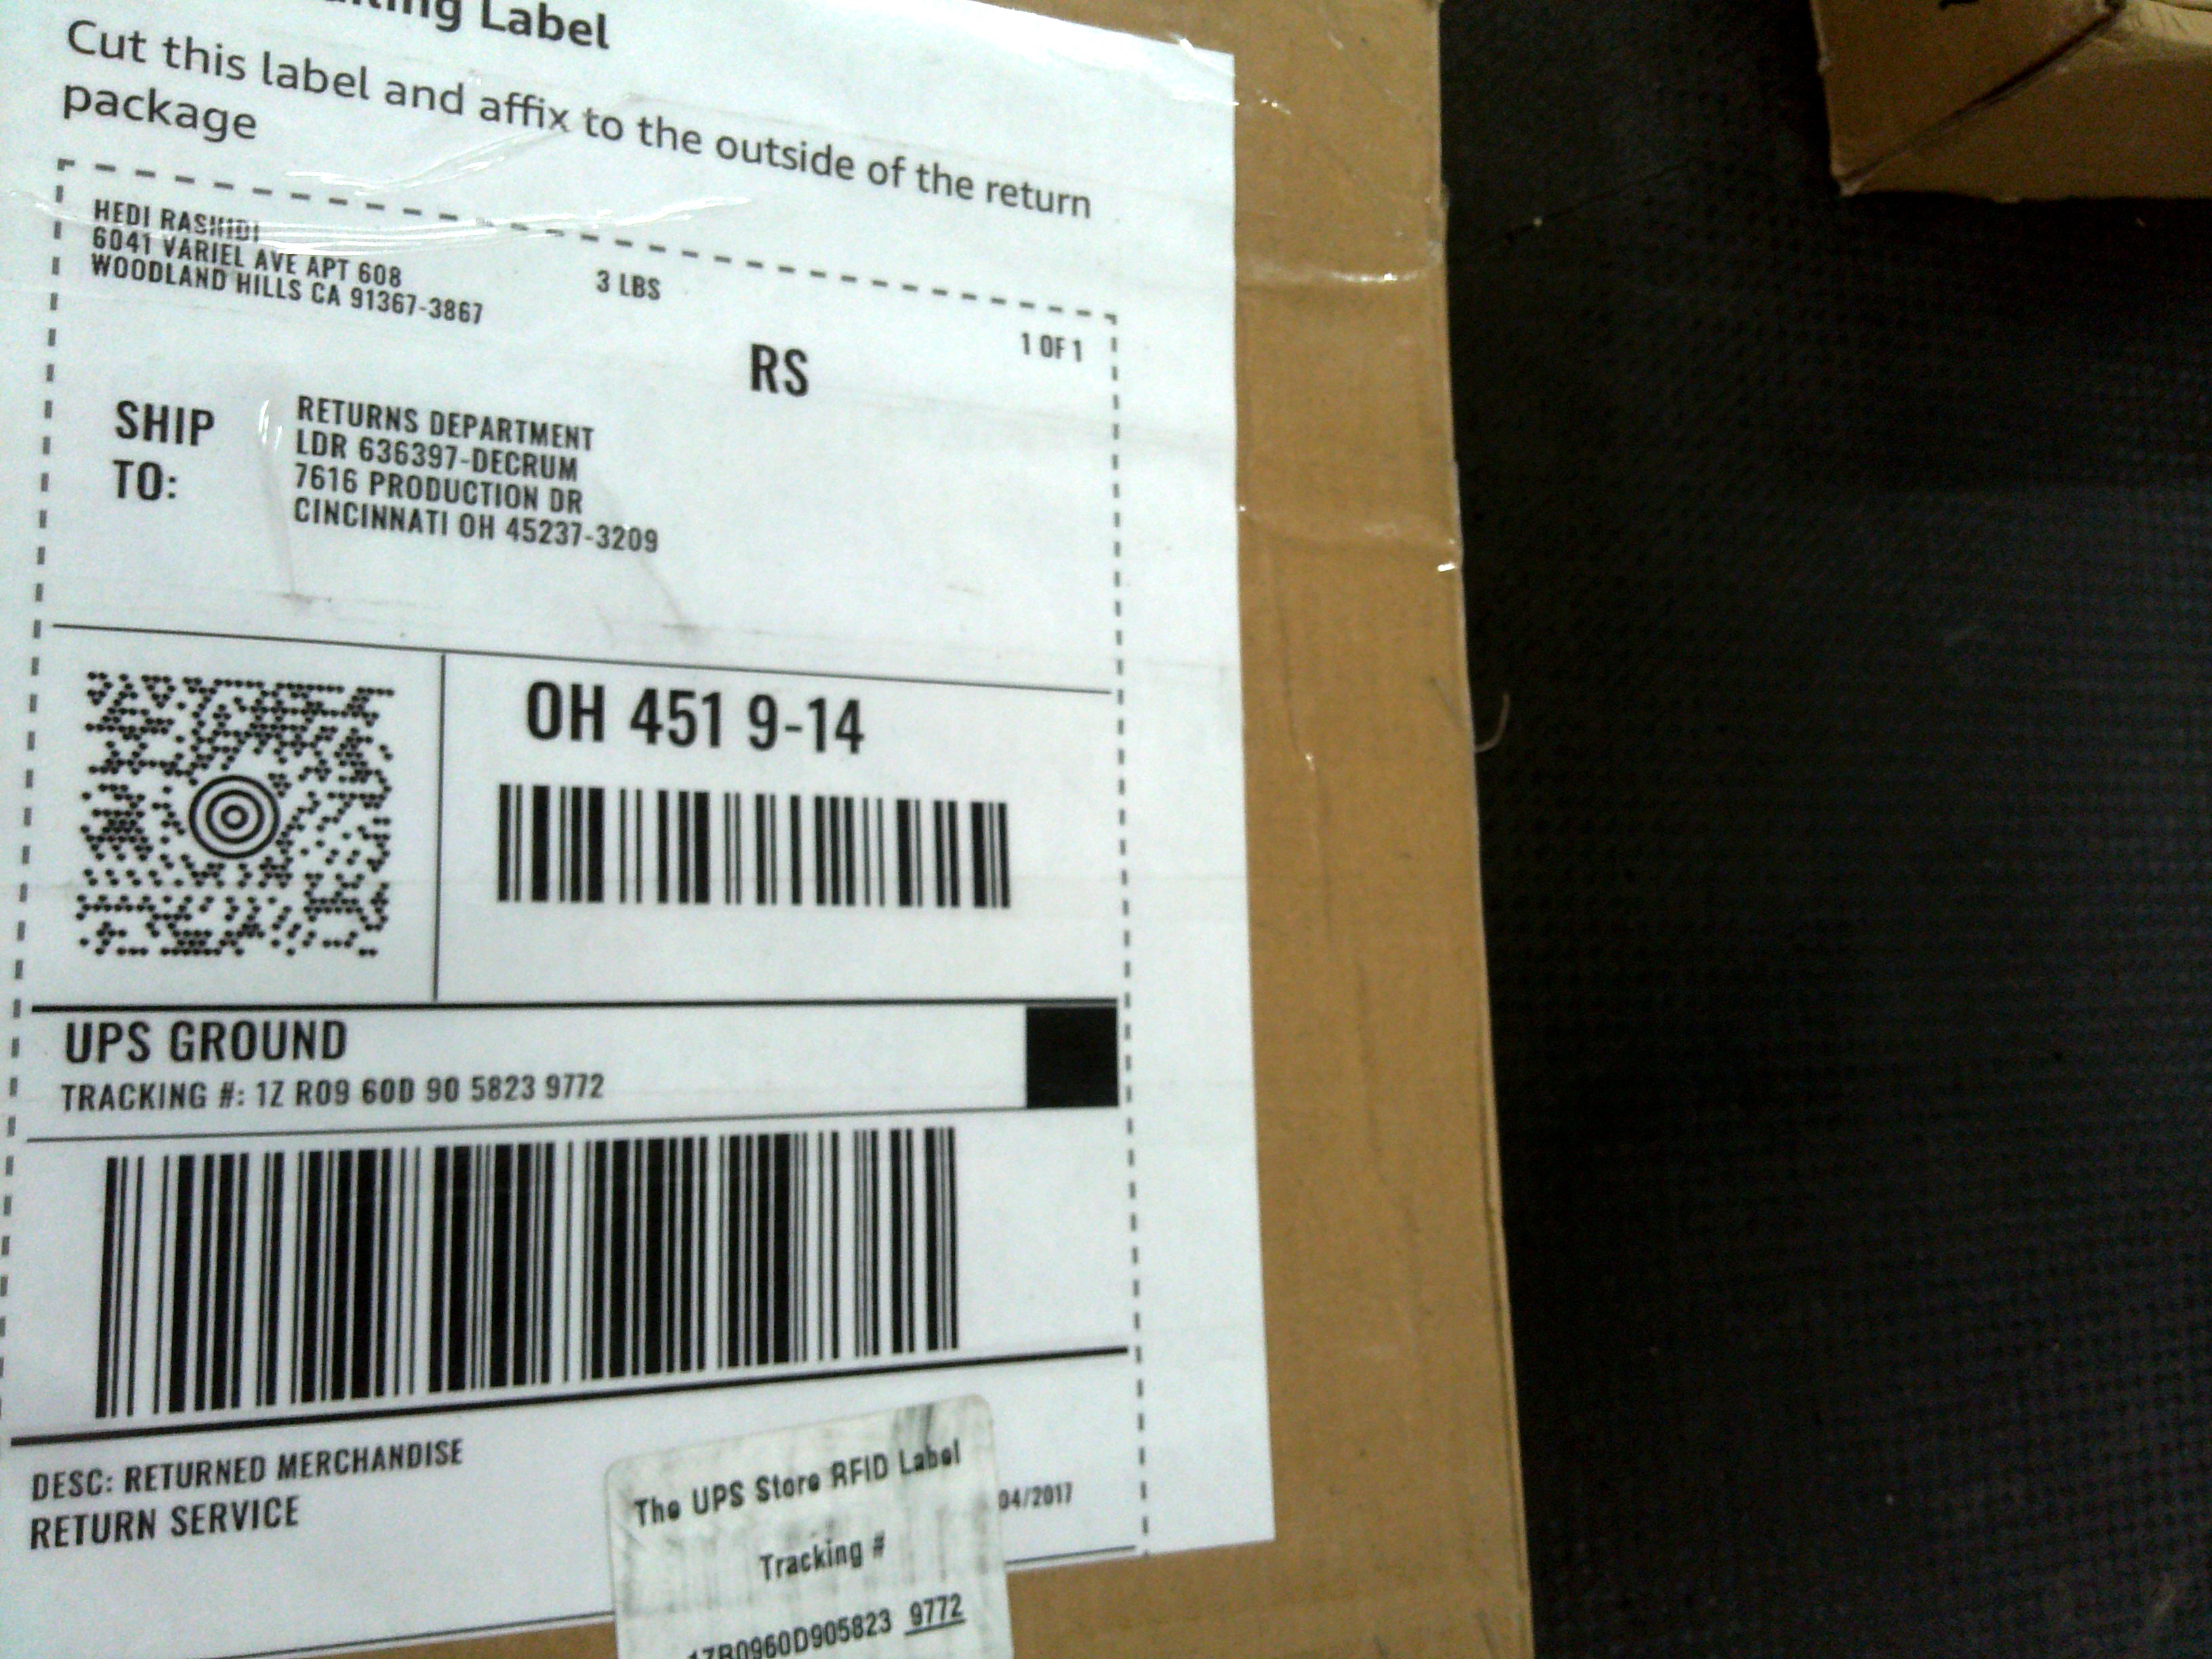 Label
Cut this label and affix to the outside of the return
package
HEDI RASHIDI
6041 VARIEL AVE APT 608
WOODLAND HILLS CA 91367-3867
3 LBS
1 OF 1
RS
SHIP
TO:
RETURNS DEPARTMENT
LDR 636397-DECRUM
7616 PRODUCTION DR
CINCINNATI OH 45237-3209
OH 451 9-14
UPS GROUND
TRACKING #: 1Z R09 60D 90 5823 9772
DESC: RETURNED MERCHANDISE
RETURN SERVICE
04/2017
The UPS Store RFID Label
Tracking #
1ZR0960D905823 9772